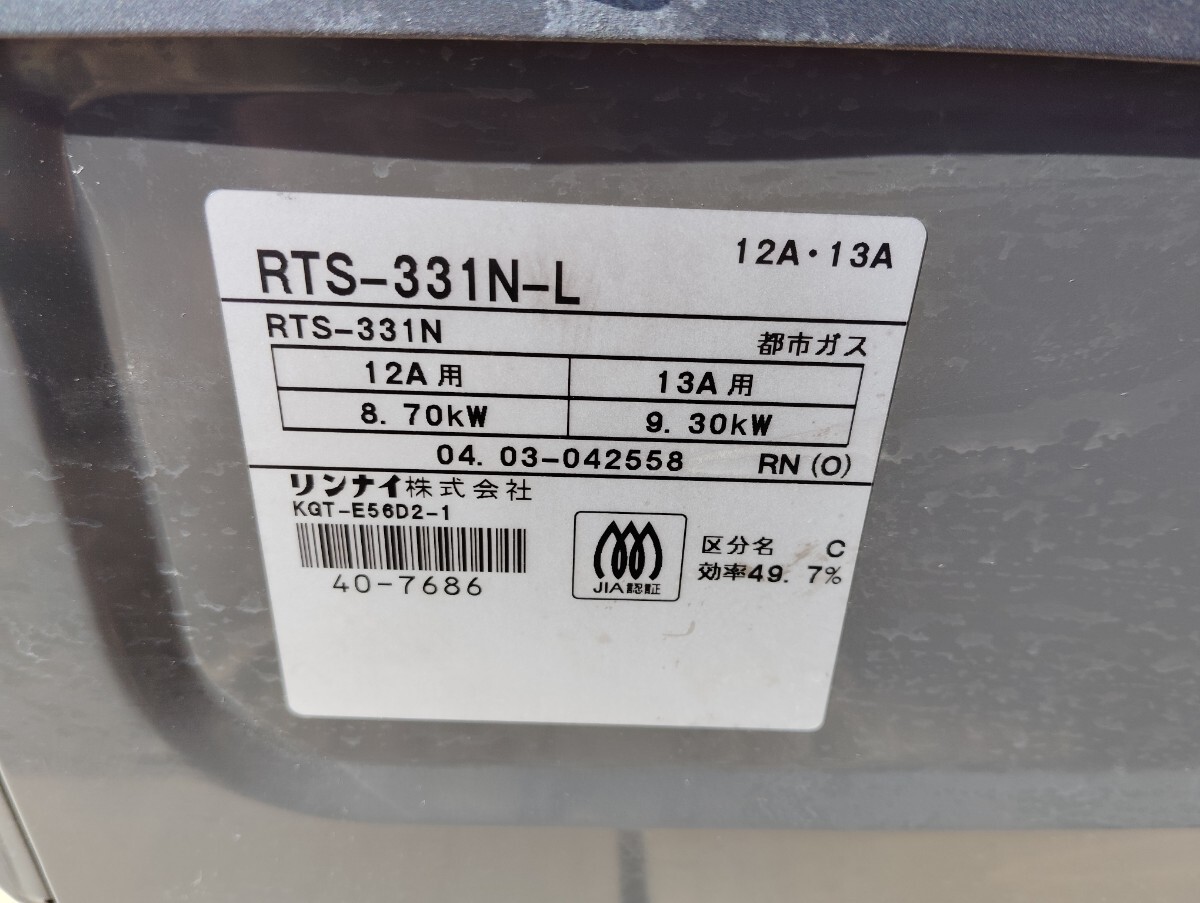 RTS-331N-L 12A・13A
RTS-331N 都市ガス
12A用 13A用
8.70kW 9.30kW
04.03-042558 RN(O)
リンナイ株式会社
KGT-E56D2-1
40-7686
JIA認証
区分名 C
効率49.7%